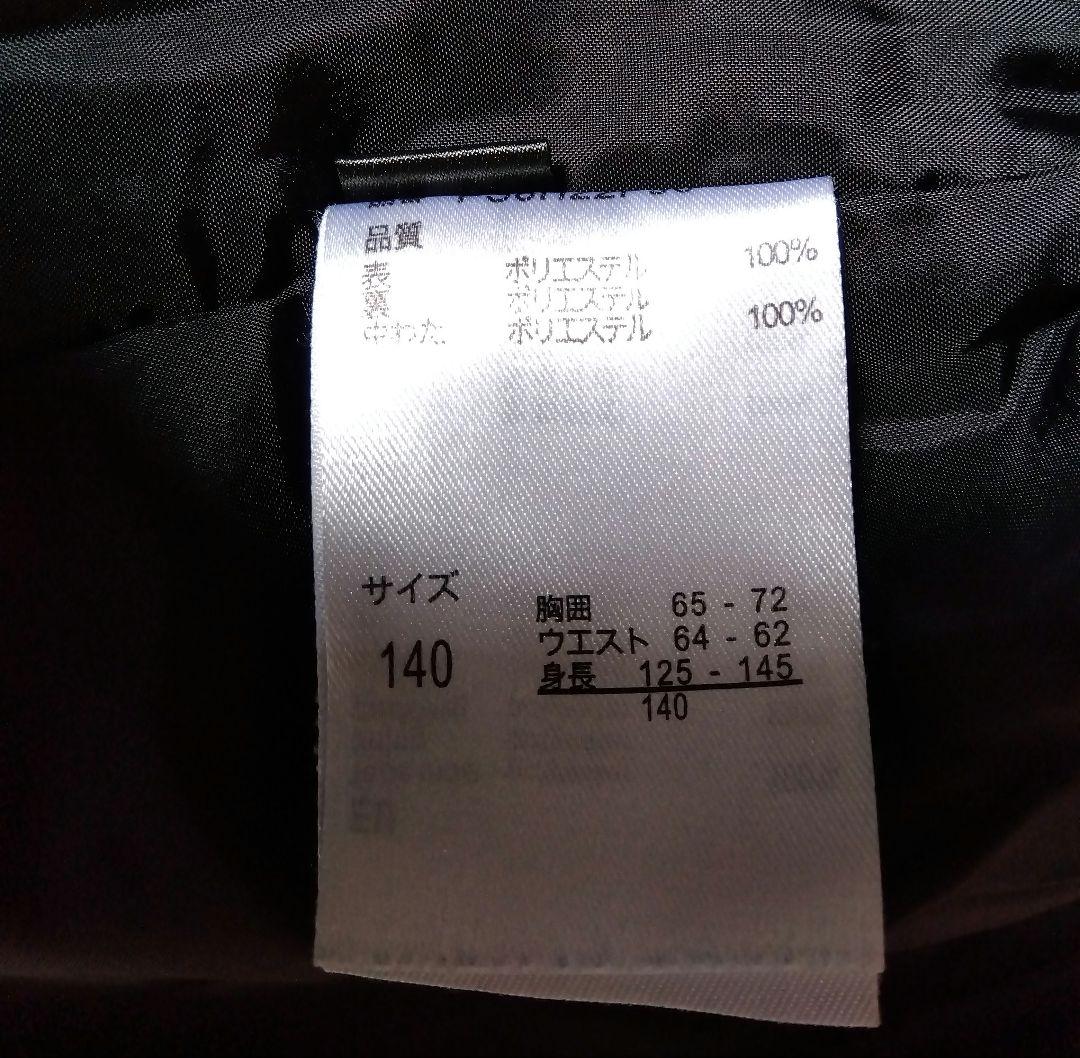 品質
表 ポリエステル 100%
裏 ポリエステル
中わた ポリエステル 100%
サイズ
140
胸囲 65 - 72
ウエスト 64 - 62
身長 125 - 145
140